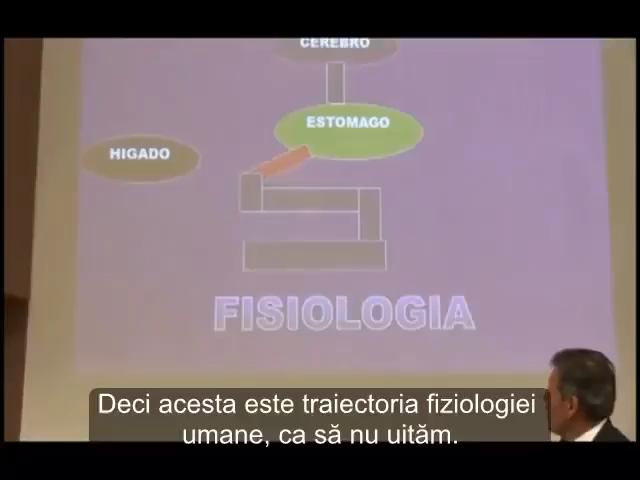 CEREBRO
ESTOMAGO
HIGADO
FISIOLOGIA
Deci acesta este traiectoria fiziologiei
umane, ca să nu uităm.